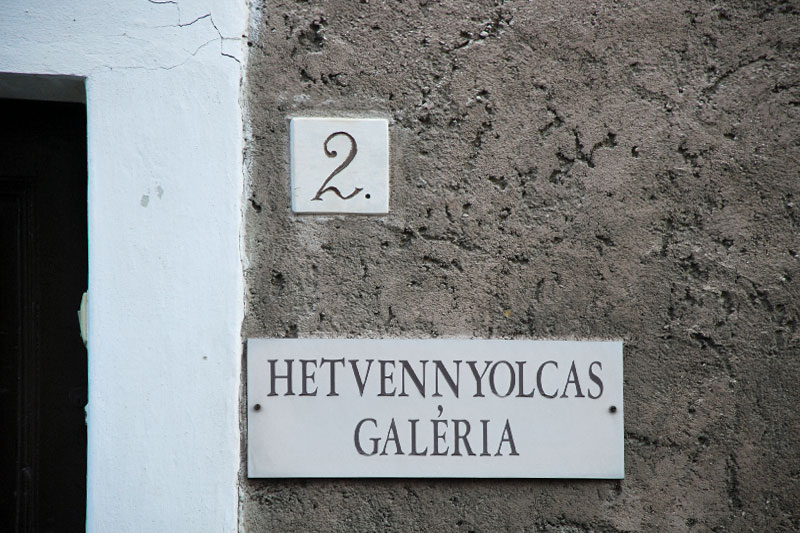 2.
HETVENNYOLCAS
GALÉRIA